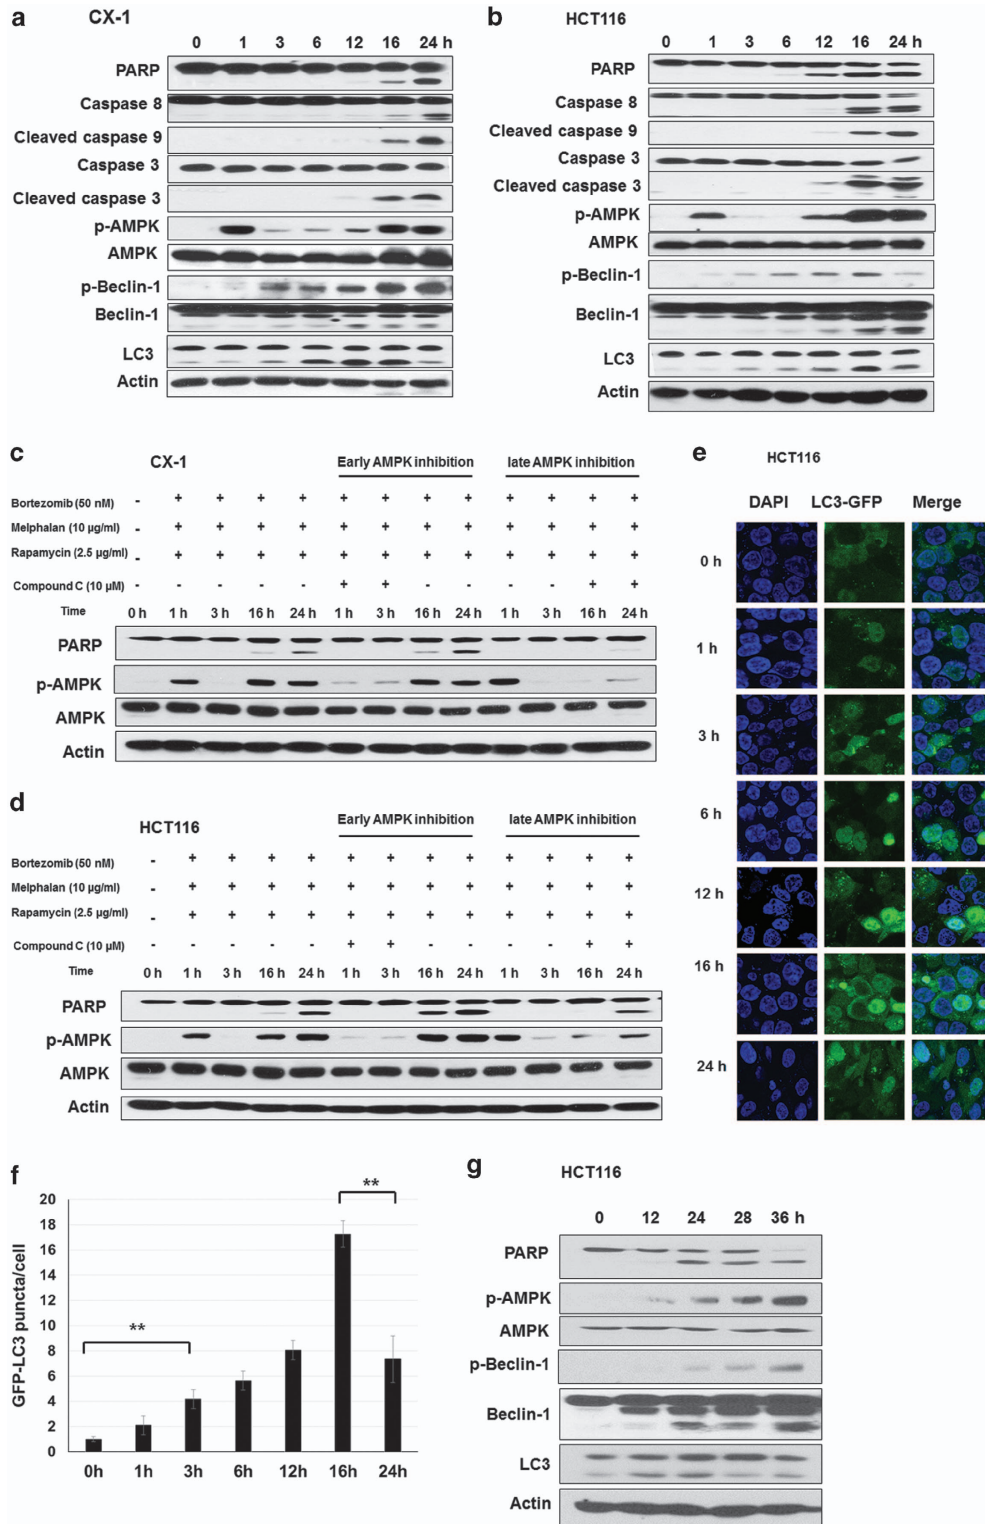 a
CX-1
0 1 3 6 12 16 24 h
PARP
Caspase 8
Cleaved caspase 9
Caspase 3
Cleaved caspase 3
p-AMPK
AMPK
p-Beclin-1
Beclin-1
LC3
Actin
b
HCT116
0 1 3 6 12 16 24 h
PARP
Caspase 8
Cleaved caspase 9
Caspase 3
Cleaved caspase 3
p-AMPK
AMPK
p-Beclin-1
Beclin-1
LC3
Actin
c
CX-1
Early AMPK inhibition late AMPK inhibition
Bortezomib (50 nM) - + + + + + + + + + + + +
Melphalan (10 µg/ml) - + + + + + + + + + + + +
Rapamycin (2.5 µg/ml) - + + + + + + + + + + + +
Compound C (10 µM) - - - - - + + - - - - + +
Time 0 h 1 h 3 h 16 h 24 h 1 h 3 h 16 h 24 h 1 h 3 h 16 h 24 h
PARP
p-AMPK
AMPK
Actin
d
HCT116
Early AMPK inhibition late AMPK inhibition
Bortezomib (50 nM) - + + + + + + + + + + + +
Melphalan (10 µg/ml) - + + + + + + + + + + + +
Rapamycin (2.5 µg/ml) - + + + + + + + + + + + +
Compound C (10 µM) - - - - - + + - - - - + +
Time 0 h 1 h 3 h 16 h 24 h 1 h 3 h 16 h 24 h 1 h 3 h 16 h 24 h
PARP
p-AMPK
AMPK
Actin
e
HCT116
DAPI LC3-GFP Merge
0 h
1 h
3 h
6 h
12 h
16 h
24 h
f
GFP-LC3 puncta/cell
20
18
16
14
12
10
8
6
4
2
0
**
**
0h 1h 3h 6h 12h 16h 24h
g
HCT116
0 12 24 28 36 h
PARP
p-AMPK
AMPK
p-Beclin-1
Beclin-1
LC3
Actin